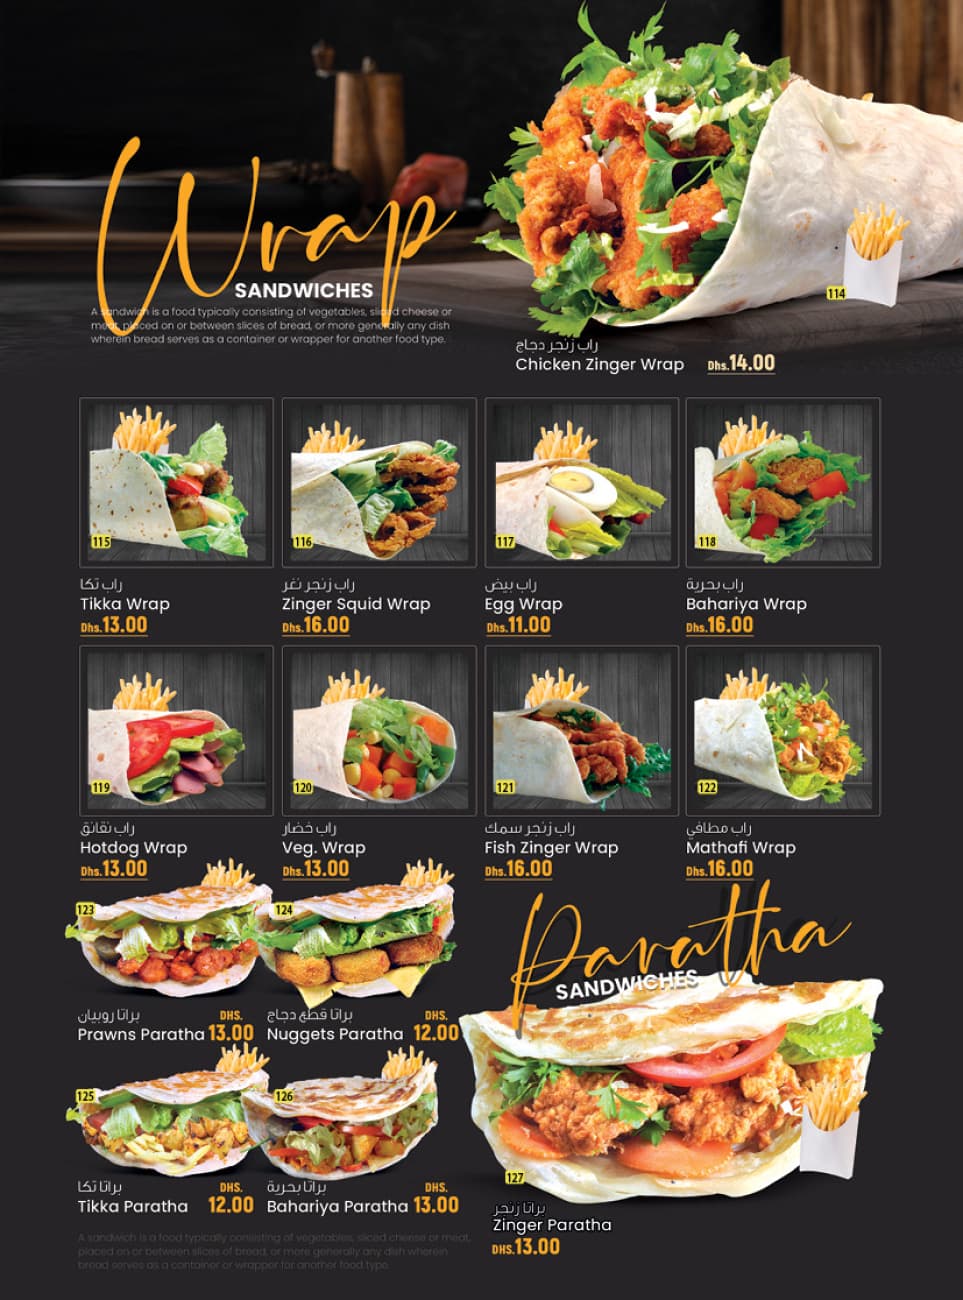 Wrap
SANDWICHES
A sandwich is a food typically consisting of vegetables, sliced cheese or
meat, placed on or between slices of bread, or more generally any dish
wherein bread serves as a container or wrapper for another food type.
114
راب زنجر دجاج
Chicken Zinger Wrap Dhs.14.00
115
راب تكا
Tikka Wrap
Dhs.13.00
116
راب زنجر نغر
Zinger Squid Wrap
Dhs.16.00
117
راب بيض
Egg Wrap
Dhs.11.00
118
راب بحرية
Bahariya Wrap
Dhs.16.00
119
راب نقانق
Hotdog Wrap
Dhs.13.00
120
راب خضار
Veg. Wrap
Dhs.13.00
121
راب زنجر سمك
Fish Zinger Wrap
Dhs.16.00
122
راب مطافي
Mathafi Wrap
Dhs.16.00
Paratha
SANDWICHES
123
براتا روبيان
Prawns Paratha DHS. 13.00
124
براتا قطع دجاج
Nuggets Paratha DHS. 12.00
125
براتا تكا
Tikka Paratha DHS. 12.00
126
براتا بحرية
Bahariya Paratha DHS. 13.00
127
براتا زنجر
Zinger Paratha
DHS.13.00
A sandwich is a food typically consisting of vegetables, sliced cheese or meat,
placed on or between slices of bread, or more generally any dish wherein
bread serves as a container or wrapper for another food type.